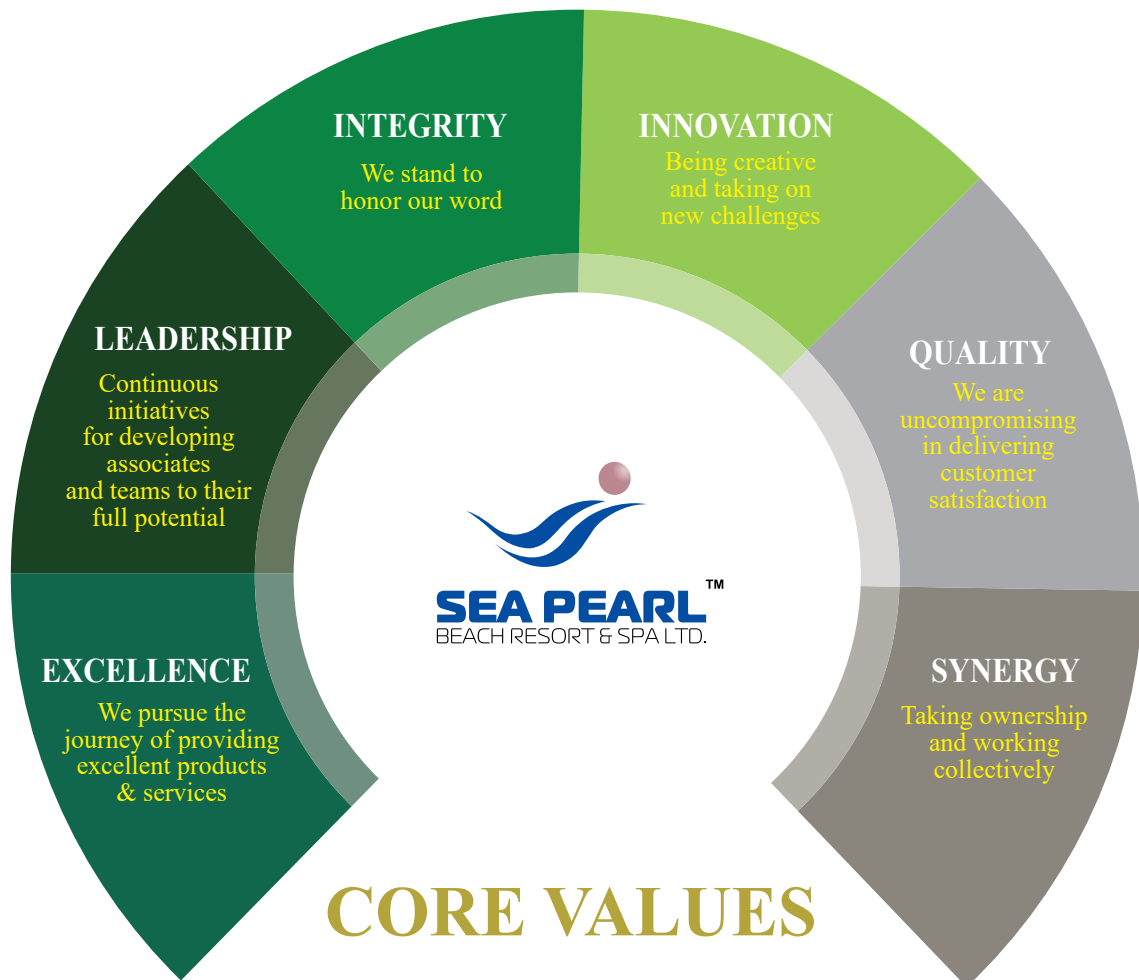 INTEGRITY
We stand to
honor our word
INNOVATION
Being creative
and taking on
new challenges
LEADERSHIP
Continuous
initiatives
for developing
associates
and teams to their
full potential
QUALITY
We are
uncompromising
in delivering
customer
satisfaction
SEA PEARL™
BEACH RESORT & SPA LTD.
EXCELLENCE
We pursue the
journey of providing
excellent products
& services
SYNERGY
Taking ownership
and working
collectively
CORE VALUES